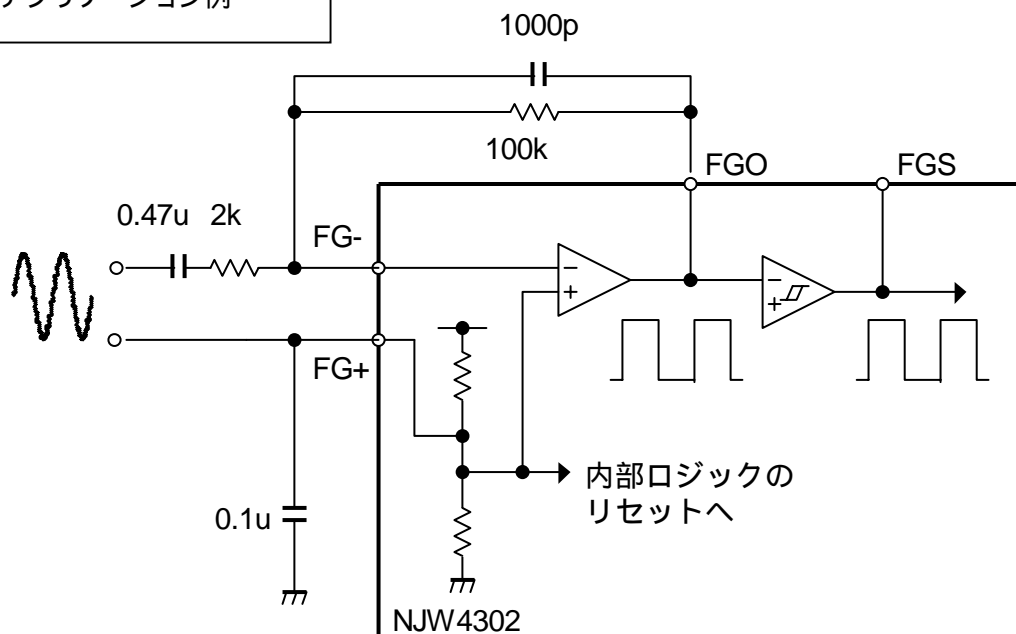 1000p
100k
FGO
FGS
0.47u 2k
FG-
FG+
−
+
−
+
内部ロジックの
リセットへ
0.1u
NJW4302